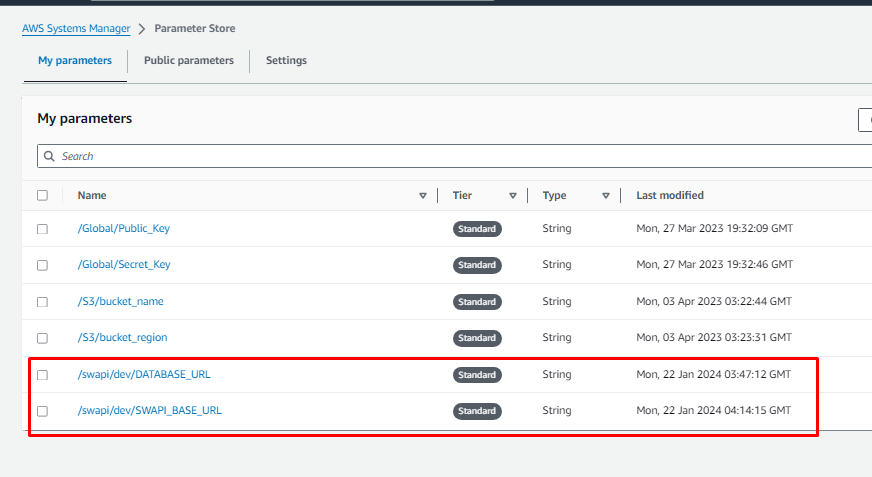 AWS Systems Manager > Parameter Store
My parameters Public parameters Settings
My parameters
Search
Name Tier Type Last modified
/Global/Public_Key Standard String Mon, 27 Mar 2023 19:32:09 GMT
/Global/Secret_Key Standard String Mon, 27 Mar 2023 19:32:46 GMT
/S3/bucket_name Standard String Mon, 03 Apr 2023 03:22:44 GMT
/S3/bucket_region Standard String Mon, 03 Apr 2023 03:23:31 GMT
/swapi/dev/DATABASE_URL Standard String Mon, 22 Jan 2024 03:47:12 GMT
/swapi/dev/SWAPI_BASE_URL Standard String Mon, 22 Jan 2024 04:14:15 GMT